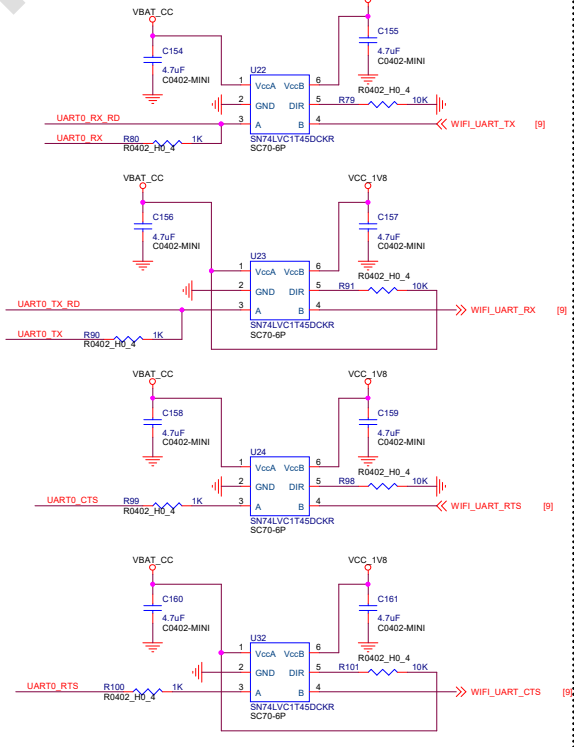 VBAT_CC
C154
4.7uF
C0402-MINI
C155
4.7uF
C0402-MINI
U22
1 VccA VccB 6
2 GND DIR 5
3 A B 4
SN74LVC1T45DCKR
SC70-6P
R0402_H0_4
R79 10K
UART0_RX_RD
UART0_RX R80 1K
R0402_H0_4
WIFI_UART_TX [9]
VBAT_CC
VCC_1V8
C156
4.7uF
C0402-MINI
C157
4.7uF
C0402-MINI
U23
1 VccA VccB 6
2 GND DIR 5
3 A B 4
SN74LVC1T45DCKR
SC70-6P
R0402_H0_4
R91 10K
UART0_TX_RD
UART0_TX R90 1K
R0402_H0_4
WIFI_UART_RX [9]
VBAT_CC
VCC_1V8
C158
4.7uF
C0402-MINI
C159
4.7uF
C0402-MINI
U24
1 VccA VccB 6
2 GND DIR 5
3 A B 4
SN74LVC1T45DCKR
SC70-6P
R0402_H0_4
R98 10K
UART0_CTS R99 1K
R0402_H0_4
WIFI_UART_RTS [9]
VBAT_CC
VCC_1V8
C160
4.7uF
C0402-MINI
C161
4.7uF
C0402-MINI
U32
1 VccA VccB 6
2 GND DIR 5
3 A B 4
SN74LVC1T45DCKR
SC70-6P
R0402_H0_4
R101 10K
UART0_RTS R100 1K
R0402_H0_4
WIFI_UART_CTS [9]